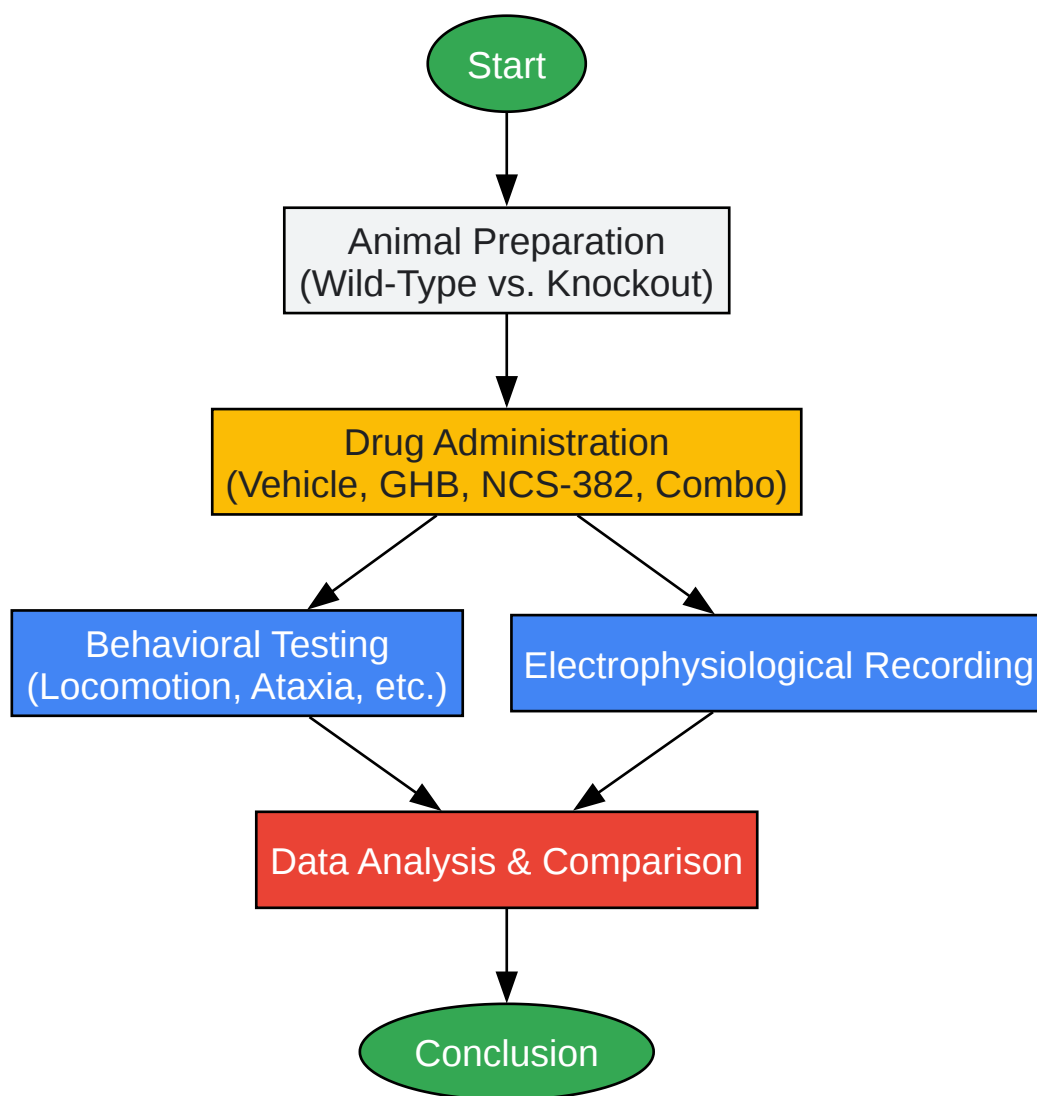 Start
Animal Preparation
(Wild-Type vs. Knockout)
Drug Administration
(Vehicle, GHB, NCS-382, Combo)
Behavioral Testing
(Locomotion, Ataxia, etc.)
Electrophysiological Recording
Data Analysis & Comparison
Conclusion